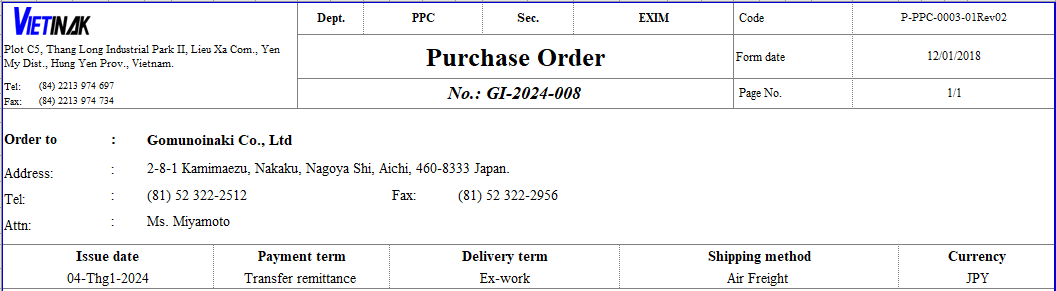 VIETINAK
Plot C5, Thang Long Industrial Park II, Lieu Xa Com., Yen
My Dist., Hung Yen Prov., Vietnam.
Tel: (84) 2213 974 697
Fax: (84) 2213 974 734
Dept. PPC Sec. EXIM
Purchase Order
No.: GI-2024-008
Code P-PPC-0003-01Rev02
Form date 12/01/2018
Page No. 1/1
Order to : Gomunoinaki Co., Ltd
Address: : 2-8-1 Kamimaezu, Nakaku, Nagoya Shi, Aichi, 460-8333 Japan.
Tel: : (81) 52 322-2512 Fax: (81) 52 322-2956
Attn: : Ms. Miyamoto
Issue date Payment term Delivery term Shipping method Currency
04-Thg1-2024 Transfer remittance Ex-work Air Freight JPY